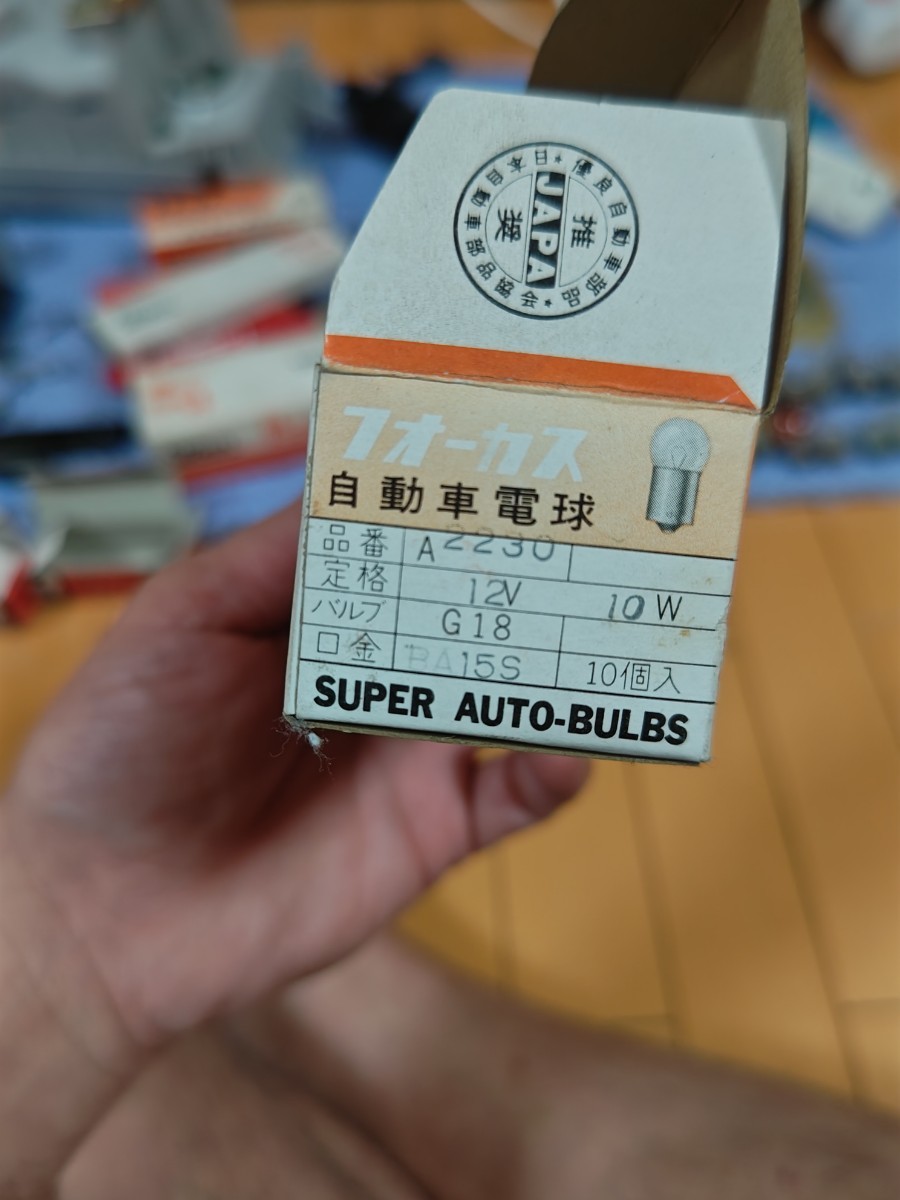 優良自動車部品
推奨
JAPA
日本自動車部品協会
フォーカス
自動車電球
品番 A 2230
定格 12V 10W
バルブ G18
口金 BA15S 10個入
SUPER AUTO-BULBS